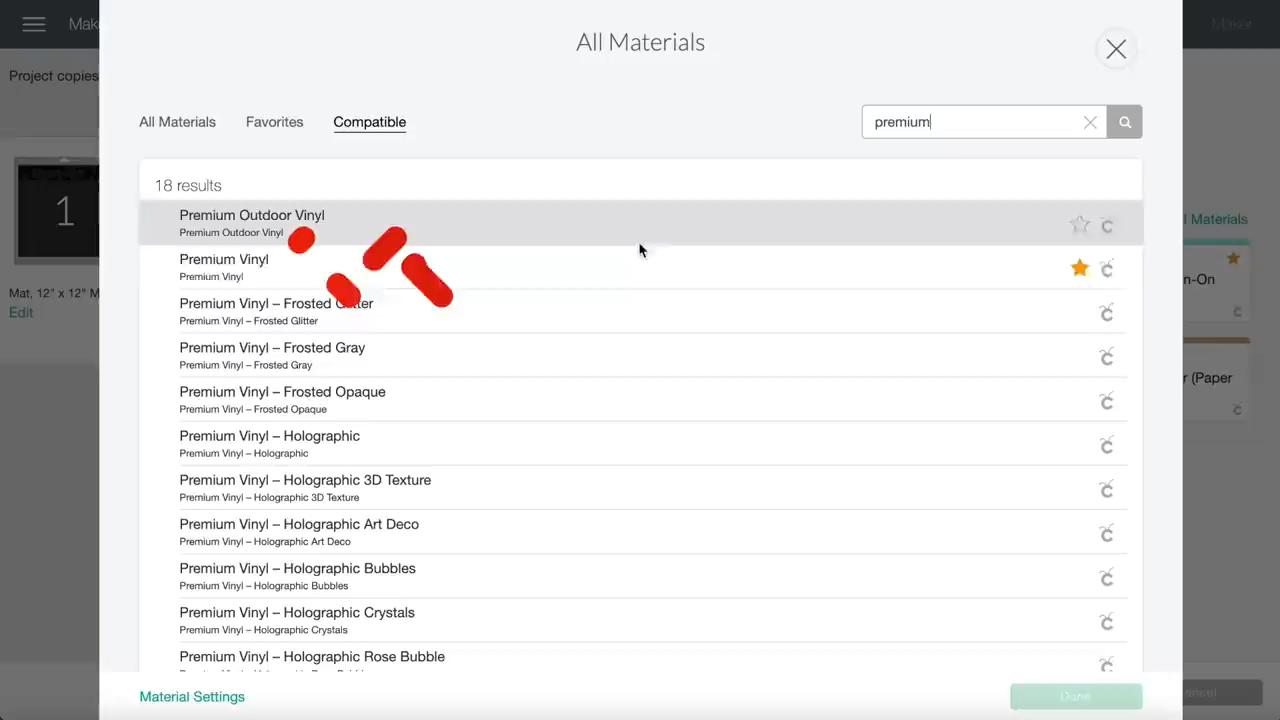 Make
Maker
All Materials
Project copies
All Materials
Favorites
Compatible
premium
18 results
1
Premium Outdoor Vinyl
Premium Outdoor Vinyl
l Materials
Premium Vinyl
Premium Vinyl
n-On
Mat, 12" x 12" M
Edit
Premium Vinyl – Frosted Glitter
Premium Vinyl – Frosted Glitter
Premium Vinyl – Frosted Gray
Premium Vinyl – Frosted Gray
r (Paper
Premium Vinyl – Frosted Opaque
Premium Vinyl – Frosted Opaque
Premium Vinyl – Holographic
Premium Vinyl – Holographic
Premium Vinyl – Holographic 3D Texture
Premium Vinyl – Holographic 3D Texture
Premium Vinyl – Holographic Art Deco
Premium Vinyl – Holographic Art Deco
Premium Vinyl – Holographic Bubbles
Premium Vinyl – Holographic Bubbles
Premium Vinyl – Holographic Crystals
Premium Vinyl – Holographic Crystals
Premium Vinyl – Holographic Rose Bubble
Material Settings
Done
ncel